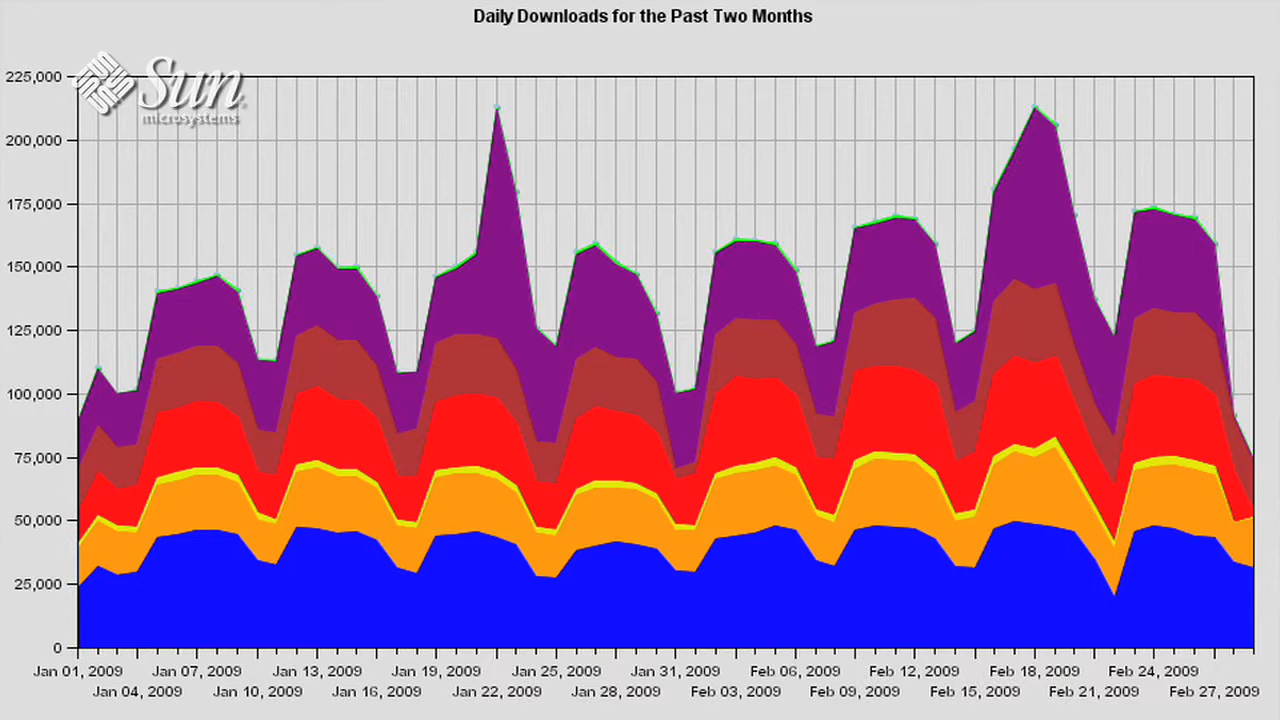 Daily Downloads for the Past Two Months
Sun
microsystems
225,000
200,000
175,000
150,000
125,000
100,000
75,000
50,000
25,000
0
Jan 01, 2009 Jan 07, 2009 Jan 13, 2009 Jan 19, 2009 Jan 25, 2009 Jan 31, 2009 Feb 06, 2009 Feb 12, 2009 Feb 18, 2009 Feb 24, 2009
Jan 04, 2009 Jan 10, 2009 Jan 16, 2009 Jan 22, 2009 Jan 28, 2009 Feb 03, 2009 Feb 09, 2009 Feb 15, 2009 Feb 21, 2009 Feb 27, 2009